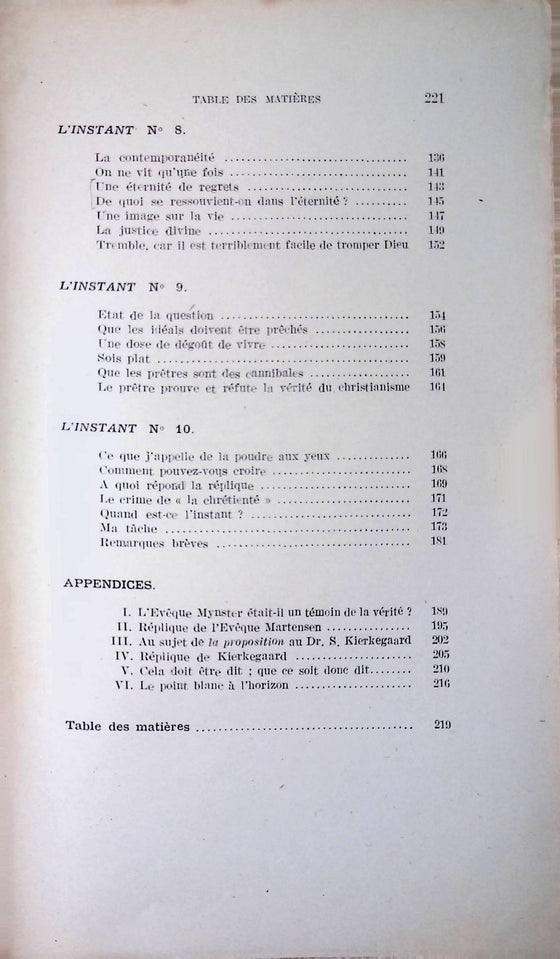 TABLE DES MATIÈRES 221
L'INSTANT Nº 8.
La contemporanéité ................................ 136
On ne vit qu'une fois ............................... 141
Une éternité de regrets ............................ 143
De quoi se ressouvient-on dans l'éternité ? ......... 145
Une image sur la vie ............................... 147
La justice divine ................................... 149
Tremble, car il est terriblement facile de tromper Dieu 152
L'INSTANT Nº 9.
Etat de la question ................................. 154
Que les idéals doivent être prêchés ................ 156
Une dose de dégoût de vivre ........................ 158
Sois plat ............................................ 159
Que les prêtres sont des cannibales ................. 161
Le prêtre prouve et réfute la vérité du christianisme 164
L'INSTANT Nº 10.
Ce que j'appelle de la poudre aux yeux ............. 166
Comment pouvez-vous croire ........................ 168
A quoi répond la réplique .......................... 169
Le crime de « la chrétienté » ....................... 171
Quand est-ce l'instant ? ............................ 172
Ma tâche ........................................... 173
Remarques brèves .................................. 181
APPENDICES.
I. L'Evêque Mynster était-il un témoin de la vérité ? 189
II. Réplique de l'Evêque Martensen ............... 195
III. Au sujet de la proposition au Dr. S. Kierkegaard 202
IV. Réplique de Kierkegaard .................... 205
V. Cela doit être dit ; que ce soit donc dit....... 210
VI. Le point blanc à l'horizon .................... 216
Table des matières ...................................... 219